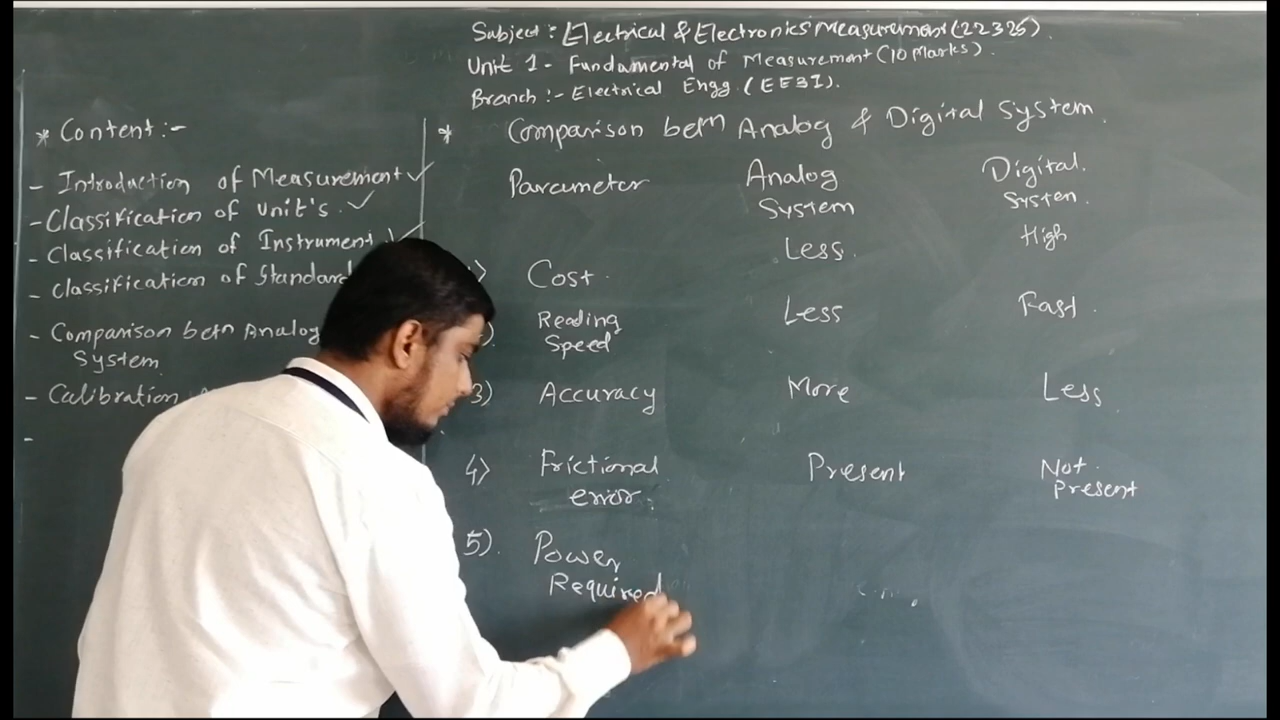 Subject :- Electrical & Electronics Measurement (22325).
Unit 1 - Fundamental of Measurement (10 Marks).
Branch :- Electrical Engg. (EE3I).
* Content :-
- Introduction of Measurement ✓
- Classification of Unit's. ✓
- Classification of Instrument ✓
- Classification of Standard
- Comparison betn Analog
System
- Calibration
-
* Comparison betn Analog & Digital System.
Parameter Analog System Digital. System.
Cost. Less. High
Reading Speed Less Fast.
3) Accuracy More Less
4) Frictional error. Present Not. Present
5). Power Required